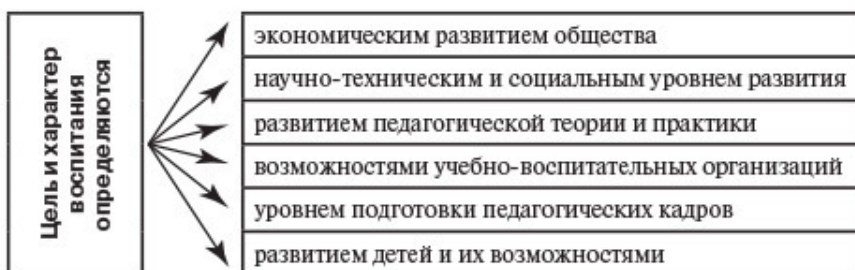 Цель и характер
воспитания
определяются
экономическим развитием общества
научно-техническим и социальным уровнем развития
развитием педагогической теории и практики
возможностями учебно-воспитательных организаций
уровнем подготовки педагогических кадров
развитием детей и их возможностями